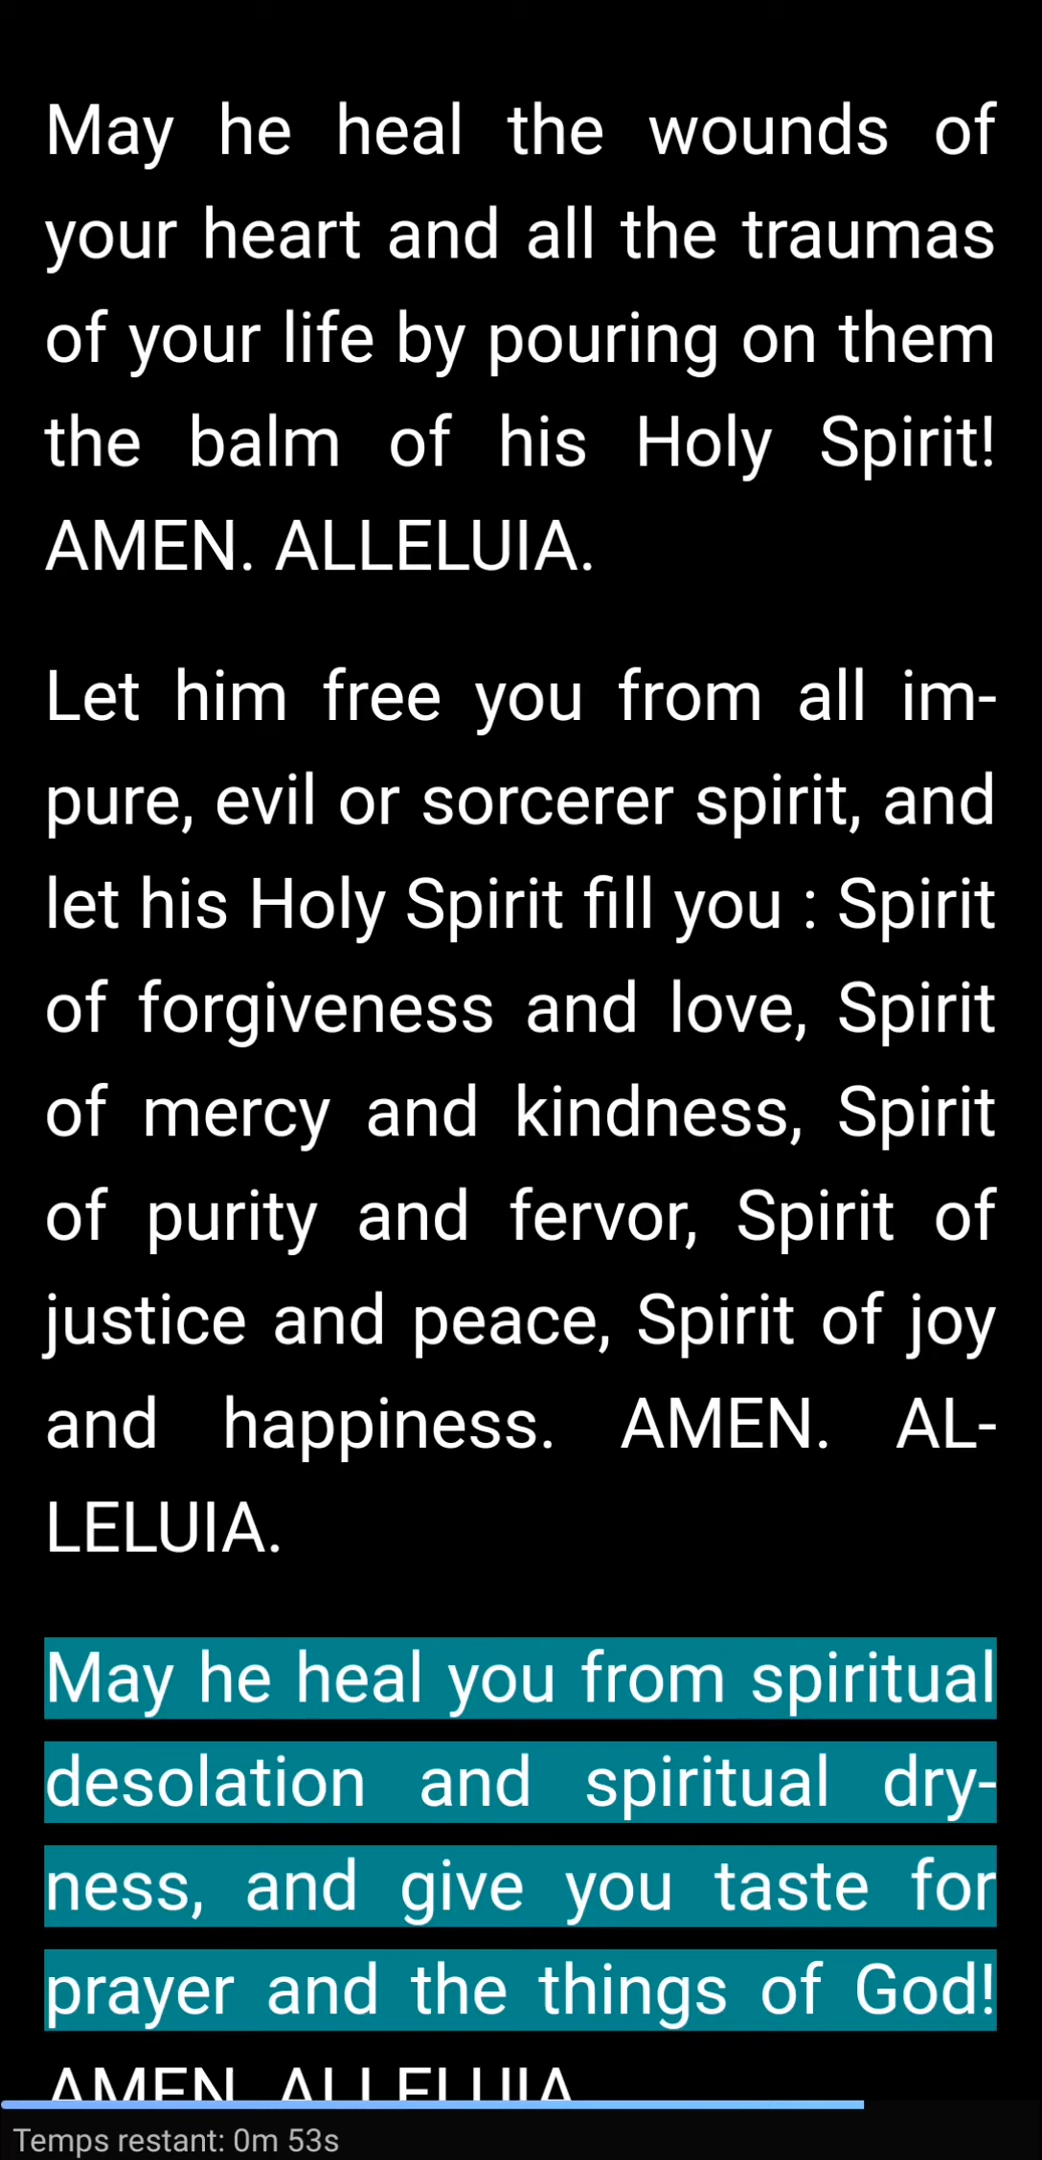 May he heal the wounds of
your heart and all the traumas
of your life by pouring on them
the balm of his Holy Spirit!
AMEN. ALLELUIA.
Let him free you from all im-
pure, evil or sorcerer spirit, and
let his Holy Spirit fill you : Spirit
of forgiveness and love, Spirit
of mercy and kindness, Spirit
of purity and fervor, Spirit of
justice and peace, Spirit of joy
and happiness. AMEN. AL-
LELUIA.
May he heal you from spiritual
desolation and spiritual dry-
ness, and give you taste for
prayer and the things of God!
AMEN. ALLELUIA
Temps restant: 0m 53s